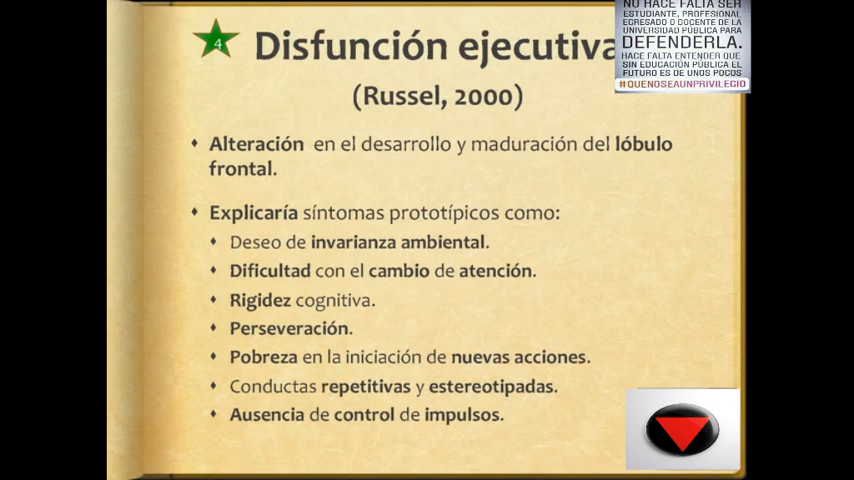 4
Disfunción ejecutiva
(Russel, 2000)
NO HACE FALTA SER
ESTUDIANTE, PROFESIONAL
EGRESADO O DOCENTE DE LA
UNIVERSIDAD PÚBLICA PARA
DEFENDERLA.
HACE FALTA ENTENDER QUE
SIN EDUCACIÓN PÚBLICA EL
FUTURO ES DE UNOS POCOS
#QUENOSEAUNPRIVILEGIO
♦ Alteración en el desarrollo y maduración del lóbulo
frontal.
♦ Explicaría síntomas prototípicos como:
♦ Deseo de invarianza ambiental.
♦ Dificultad con el cambio de atención.
♦ Rigidez cognitiva.
♦ Perseveración.
♦ Pobreza en la iniciación de nuevas acciones.
♦ Conductas repetitivas y estereotipadas.
♦ Ausencia de control de impulsos.